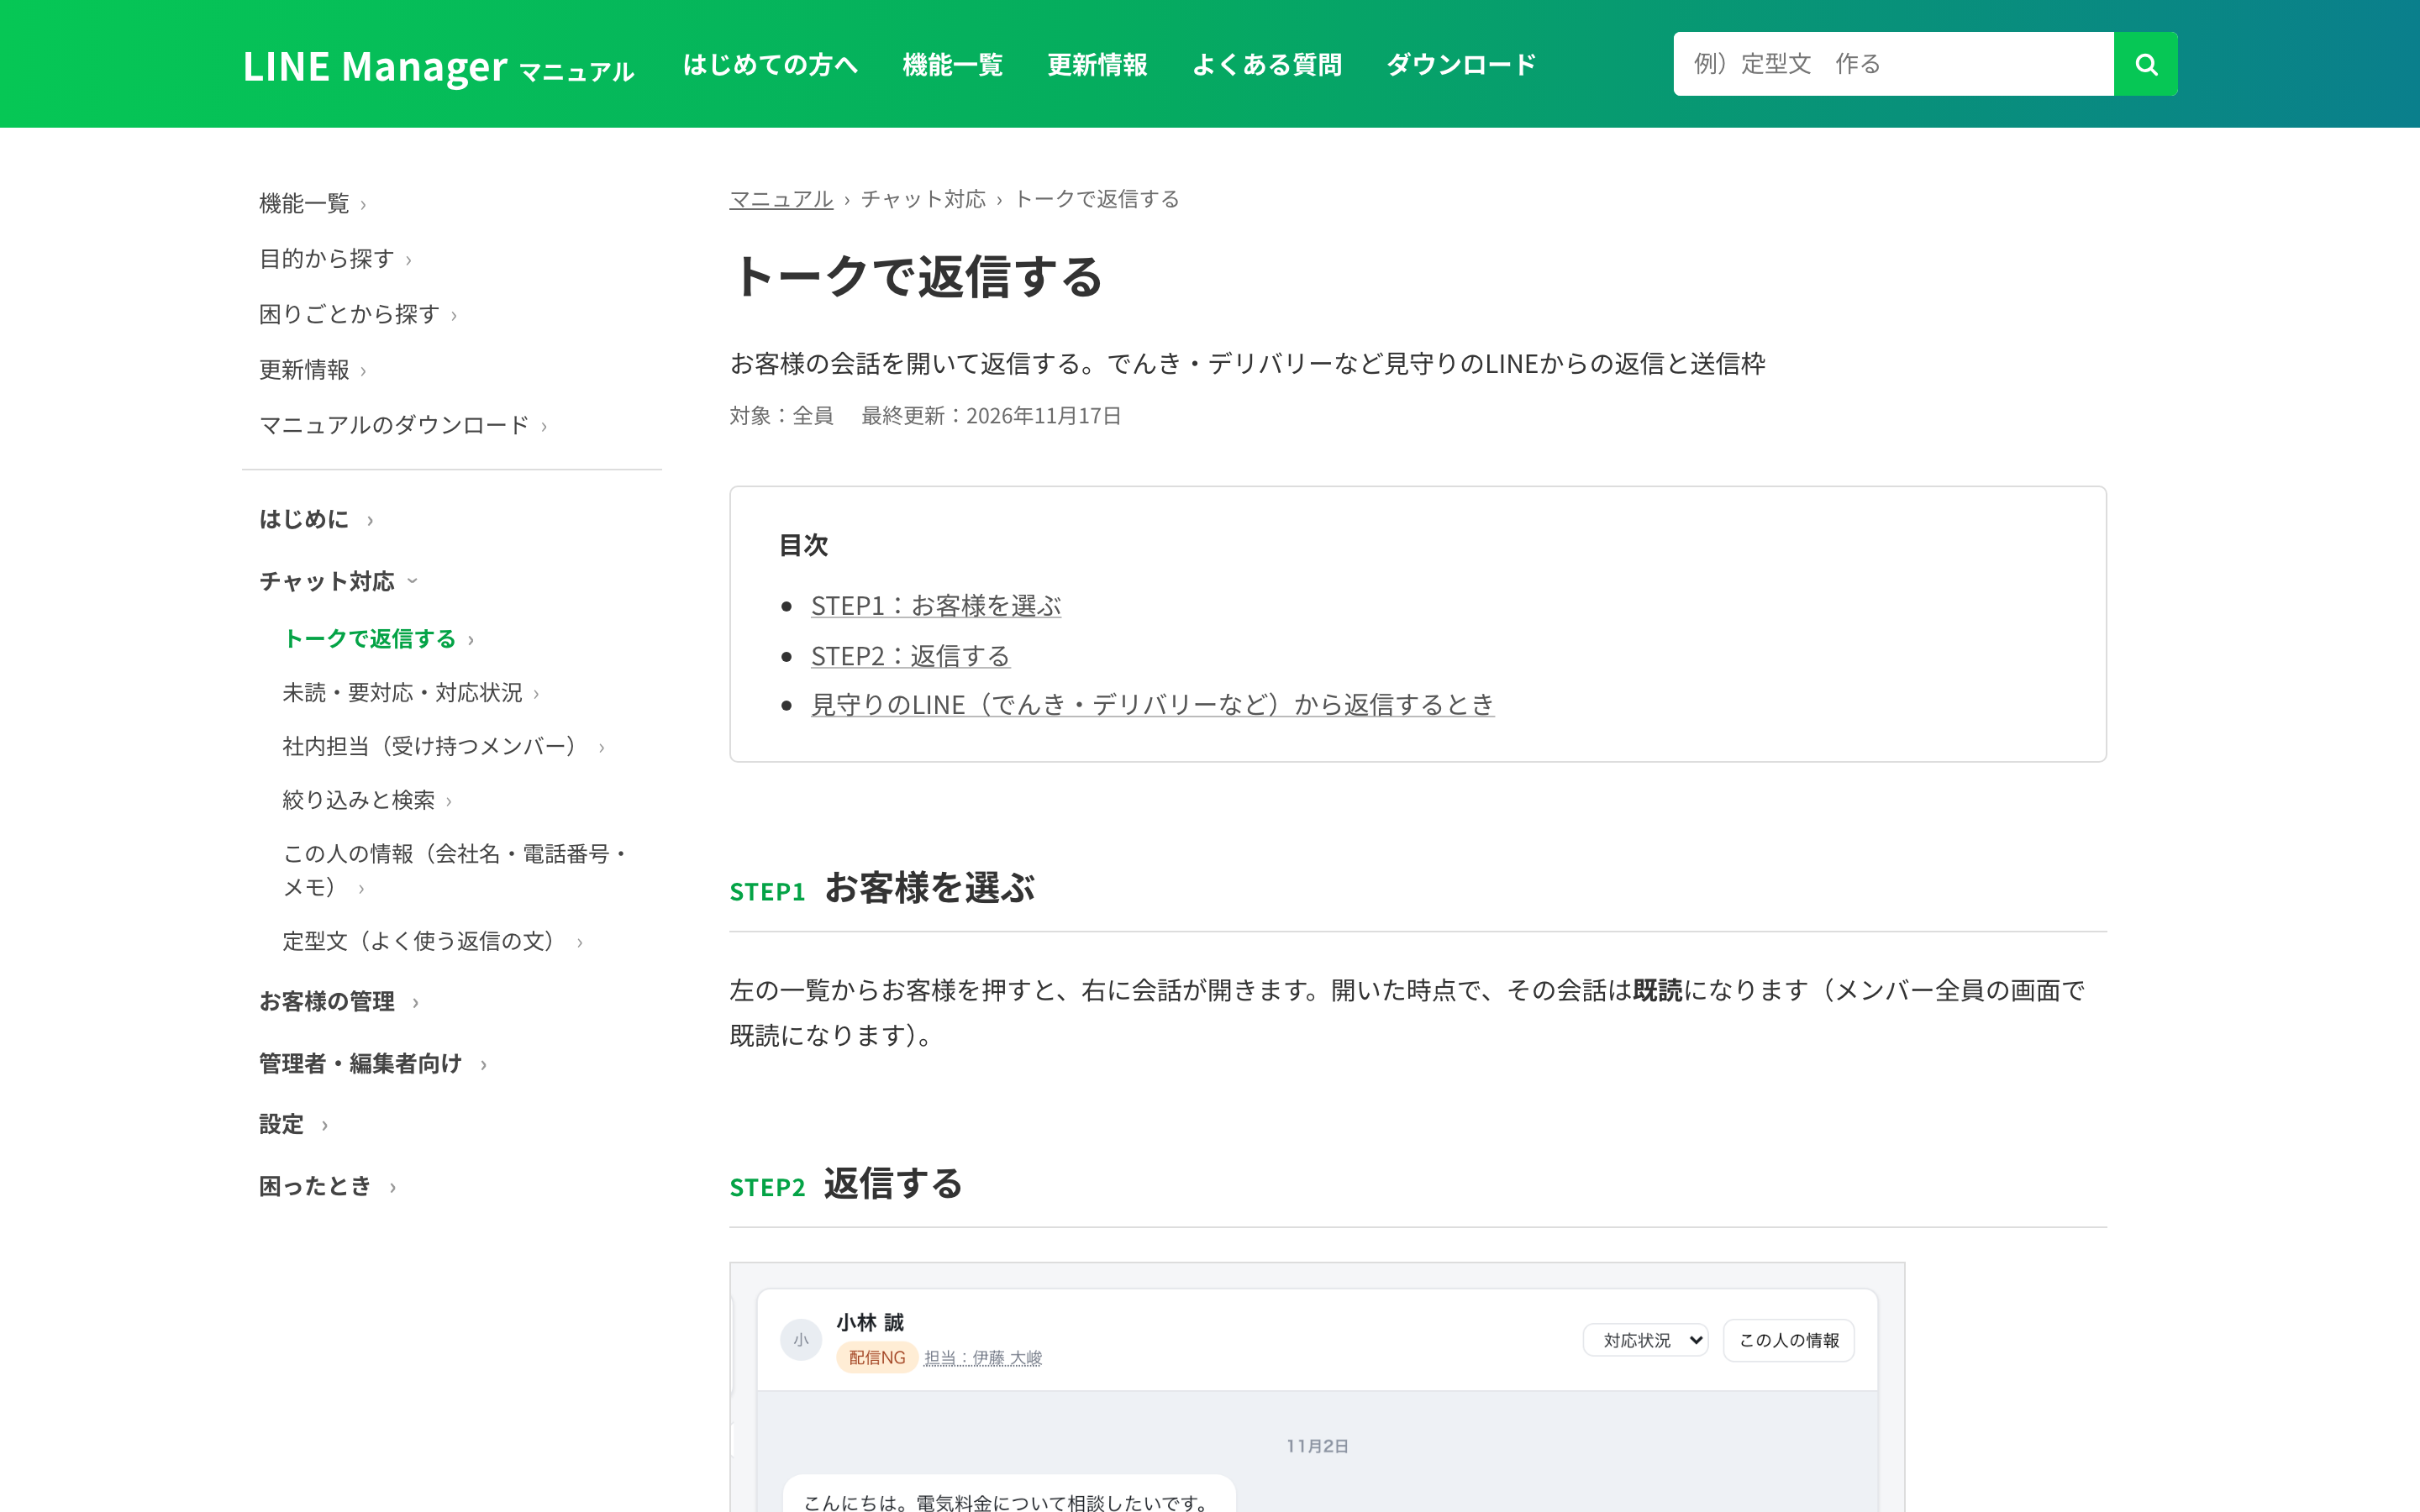 LINE Manager マニュアル はじめての方へ 機能一覧 更新情報 よくある質問 ダウンロード 例）定型文　作る
機能一覧 ›
目的から探す ›
困りごとから探す ›
更新情報 ›
マニュアルのダウンロード ›
はじめに ›
チャット対応 ›
トークで返信する ›
未読・要対応・対応状況 ›
社内担当（受け持つメンバー） ›
絞り込みと検索 ›
この人の情報（会社名・電話番号・
メモ） ›
定型文（よく使う返信の文） ›
お客様の管理 ›
管理者・編集者向け ›
設定 ›
困ったとき ›
マニュアル › チャット対応 › トークで返信する
トークで返信する
お客様の会話を開いて返信する。でんき・デリバリーなど見守りのLINEからの返信と送信枠
対象：全員　最終更新：2026年11月17日
目次
• STEP1：お客様を選ぶ
• STEP2：返信する
• 見守りのLINE（でんき・デリバリーなど）から返信するとき
STEP1 お客様を選ぶ
左の一覧からお客様を押すと、右に会話が開きます。開いた時点で、その会話は既読になります（メンバー全員の画面で
既読になります）。
STEP2 返信する
小 小林 誠
配信NG 担当：伊藤 大峻
対応状況 この人の情報
11月2日
こんにちは。電気料金について相談したいです。